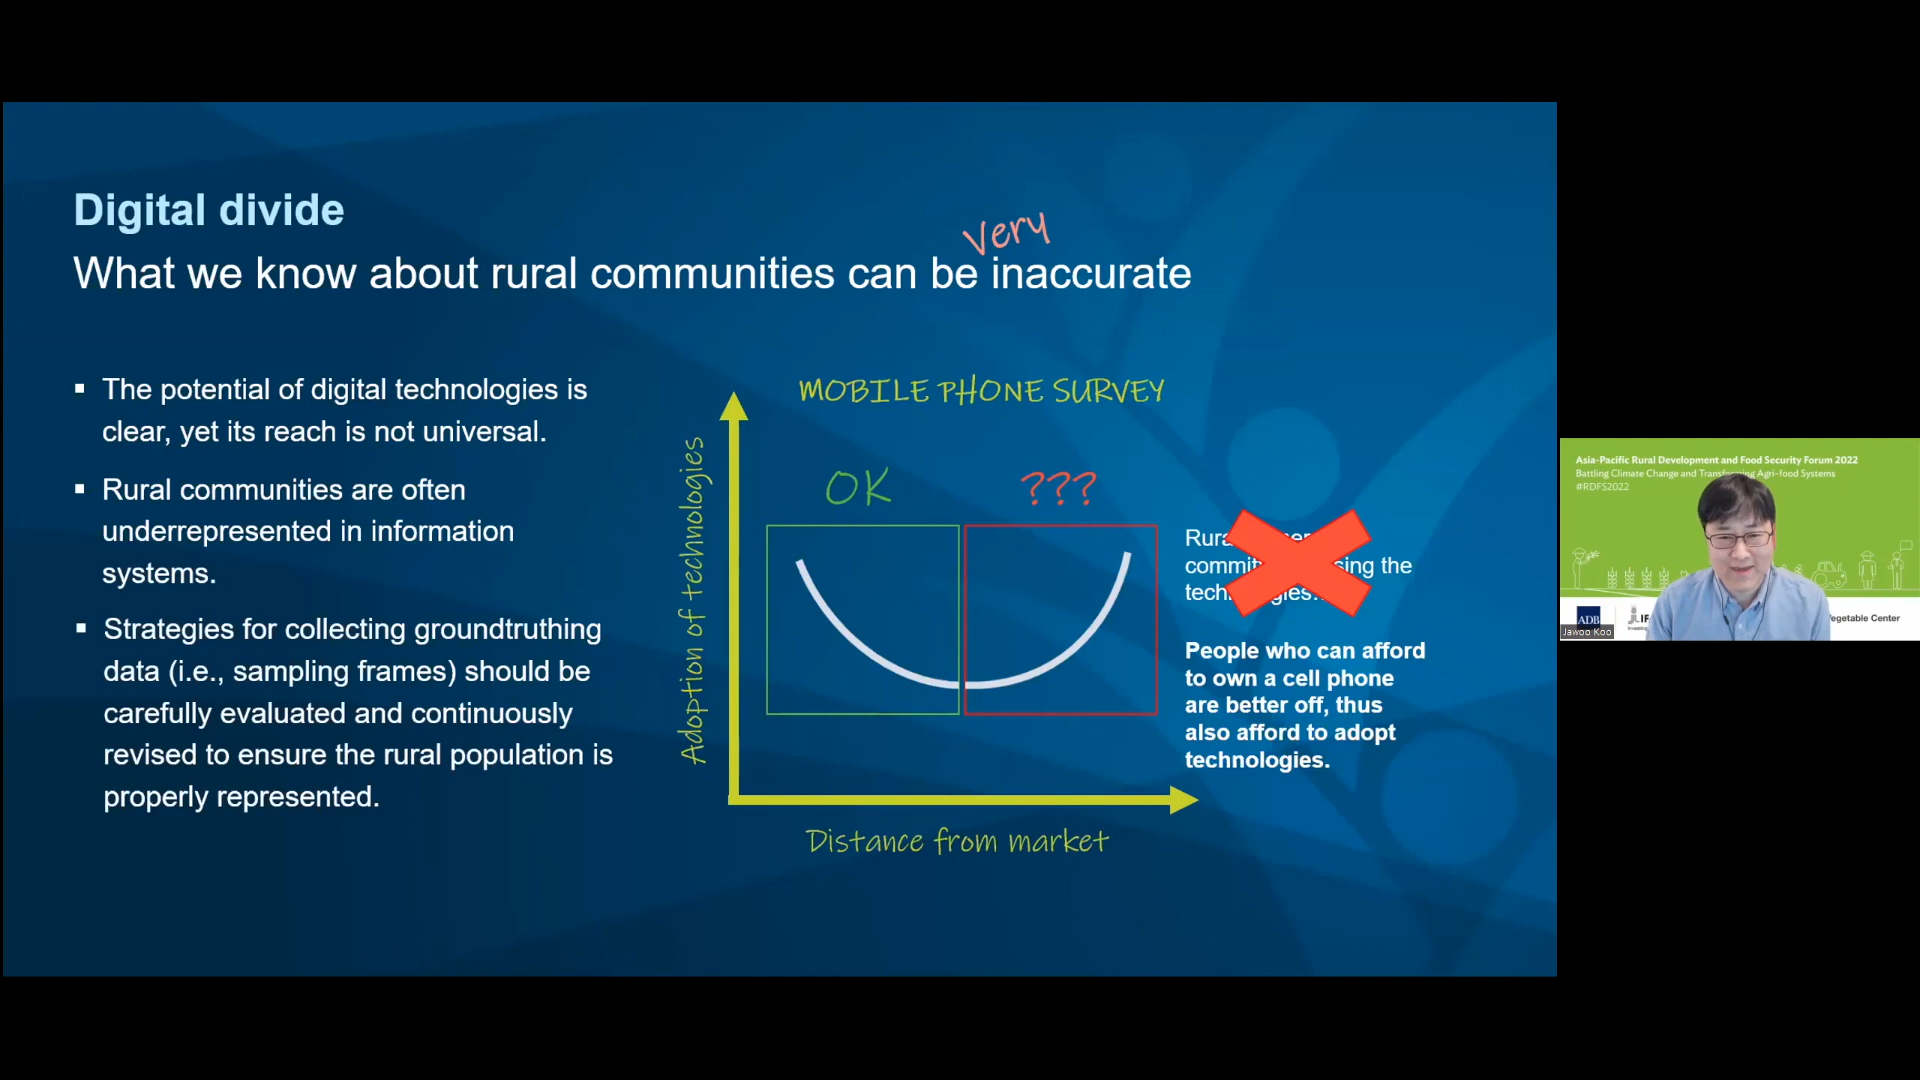 Digital divide
very
What we know about rural communities can be inaccurate
▪ The potential of digital technologies is
clear, yet its reach is not universal.
▪ Rural communities are often
underrepresented in information
systems.
▪ Strategies for collecting groundtruthing
data (i.e., sampling frames) should be
carefully evaluated and continuously
revised to ensure the rural population is
properly represented.
MOBILE PHONE SURVEY
Adoption of technologies
OK
???
Distance from market
the
People who can afford
to own a cell phone
are better off, thus
also afford to adopt
technologies.
Asia-Pacific Rural Development and Food Security Forum 2022
Battling Climate Change and Transforming Agri-food Systems
#RDFS2022
ADB
Jawoo Koo
Vegetable Center